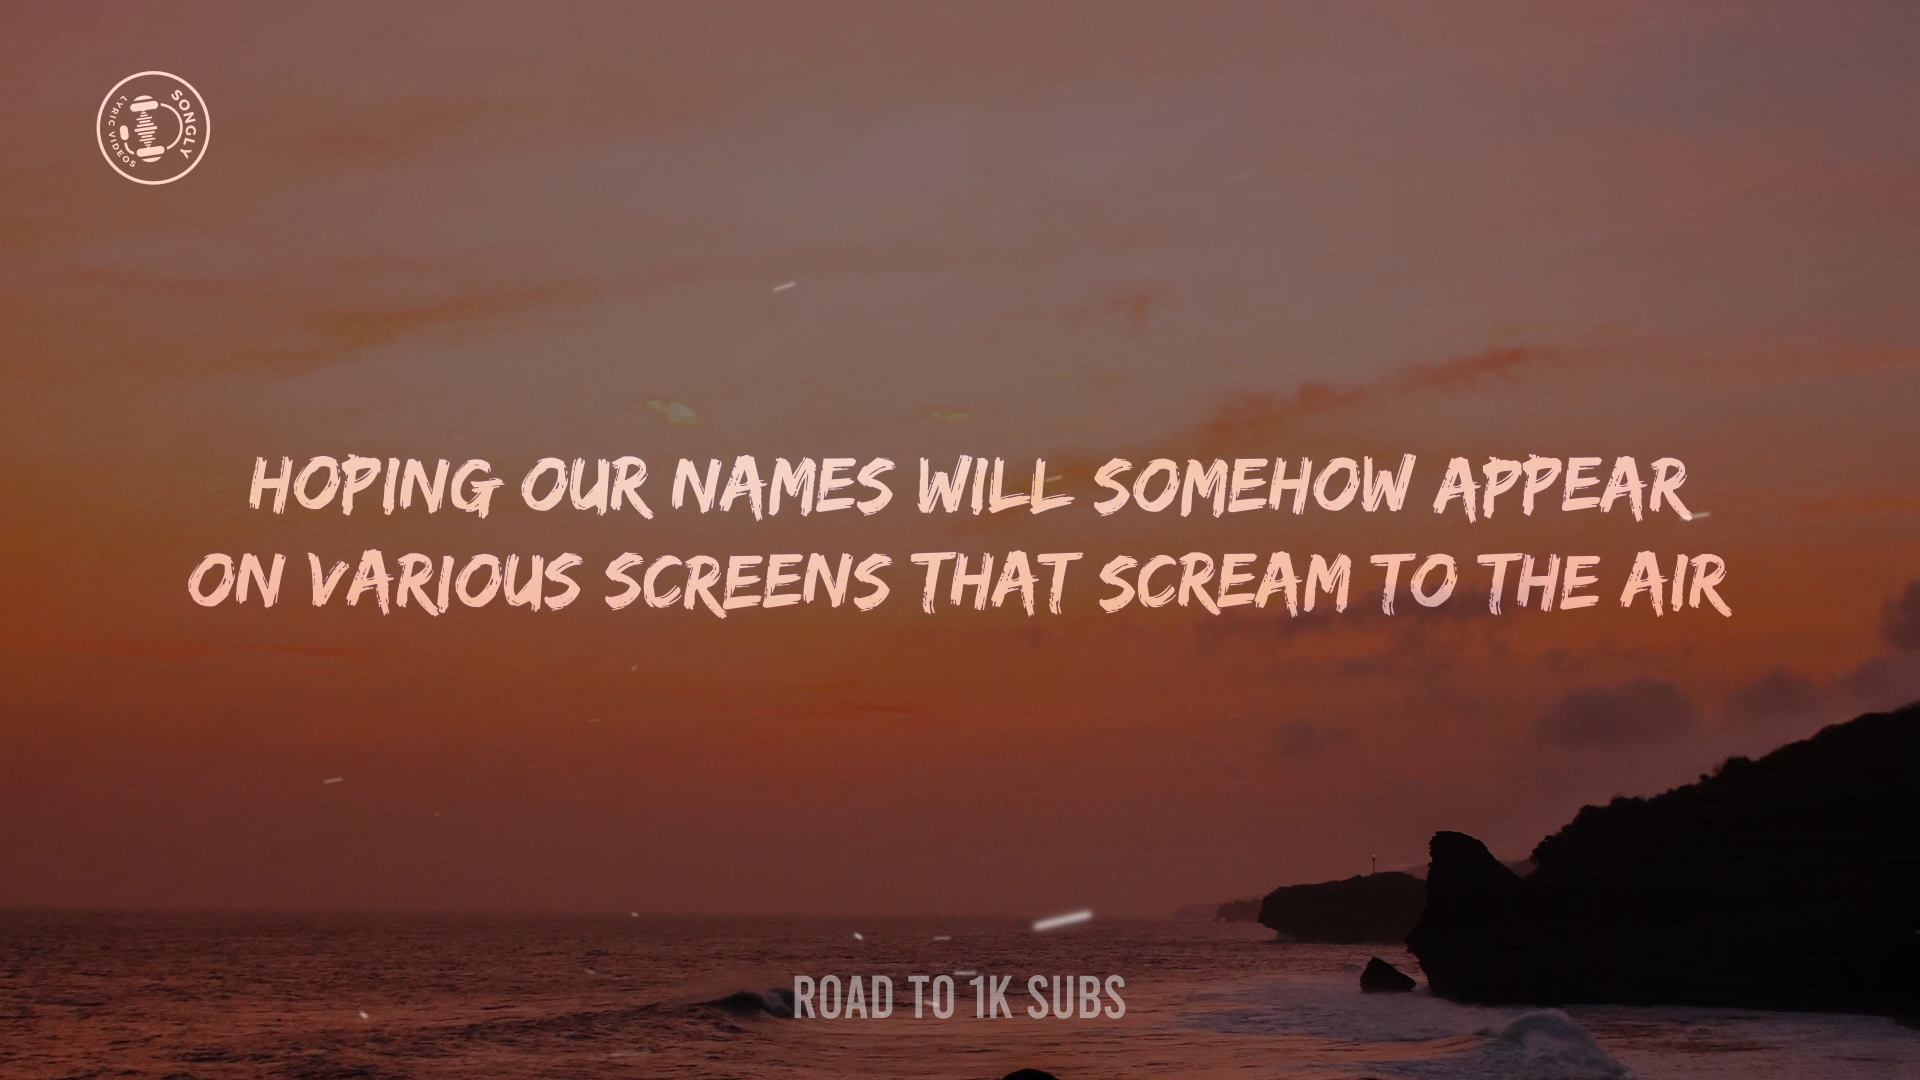 SONGLY
LYRIC VIDEOS
HOPING OUR NAMES WILL SOMEHOW APPEAR
ON VARIOUS SCREENS THAT SCREAM TO THE AIR
ROAD TO 1K SUBS